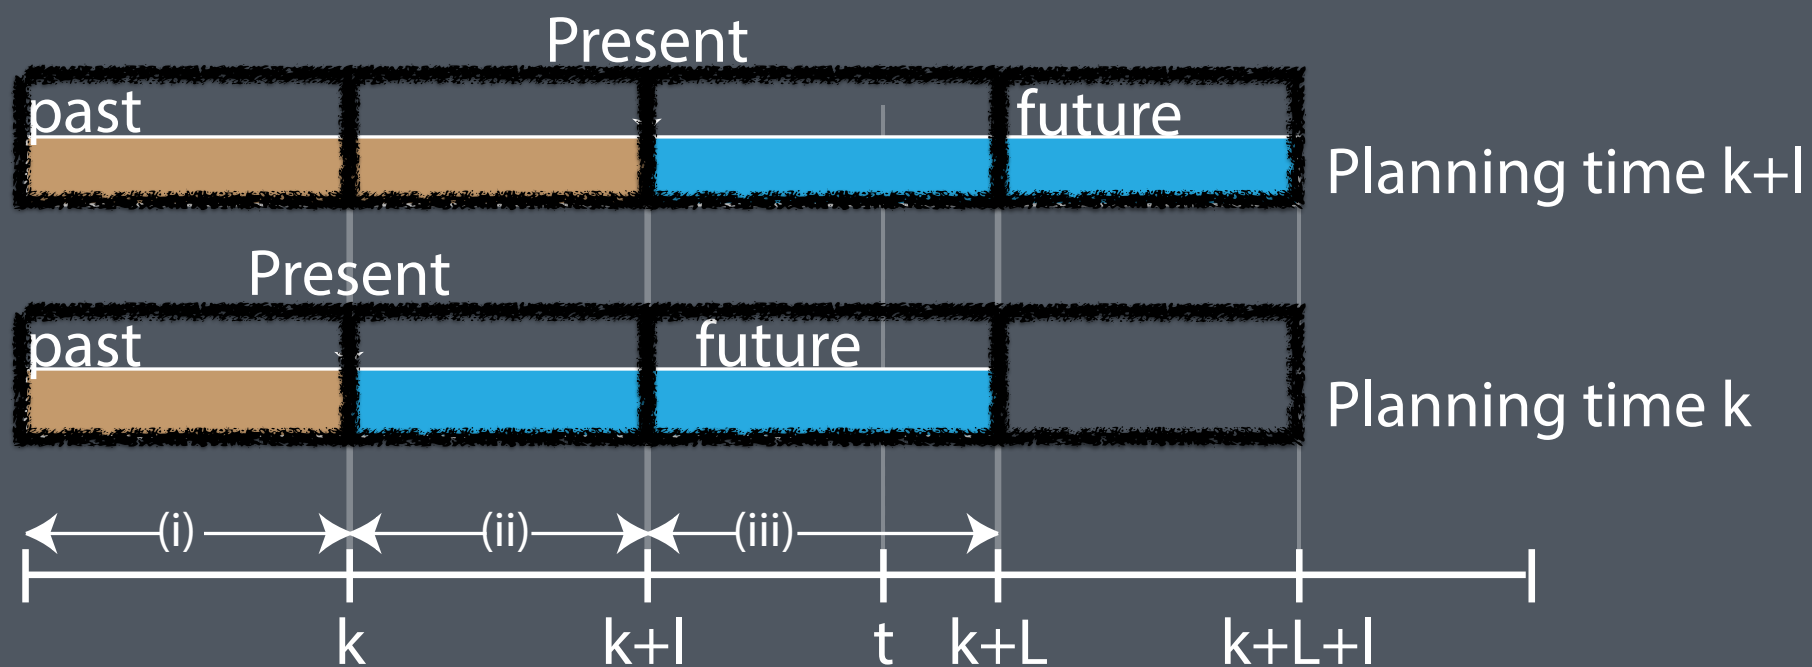 Present
past
future
Planning time k+l
Present
past
future
Planning time k
(i)
(ii)
(iii)
k
k+l
t
k+L
k+L+l